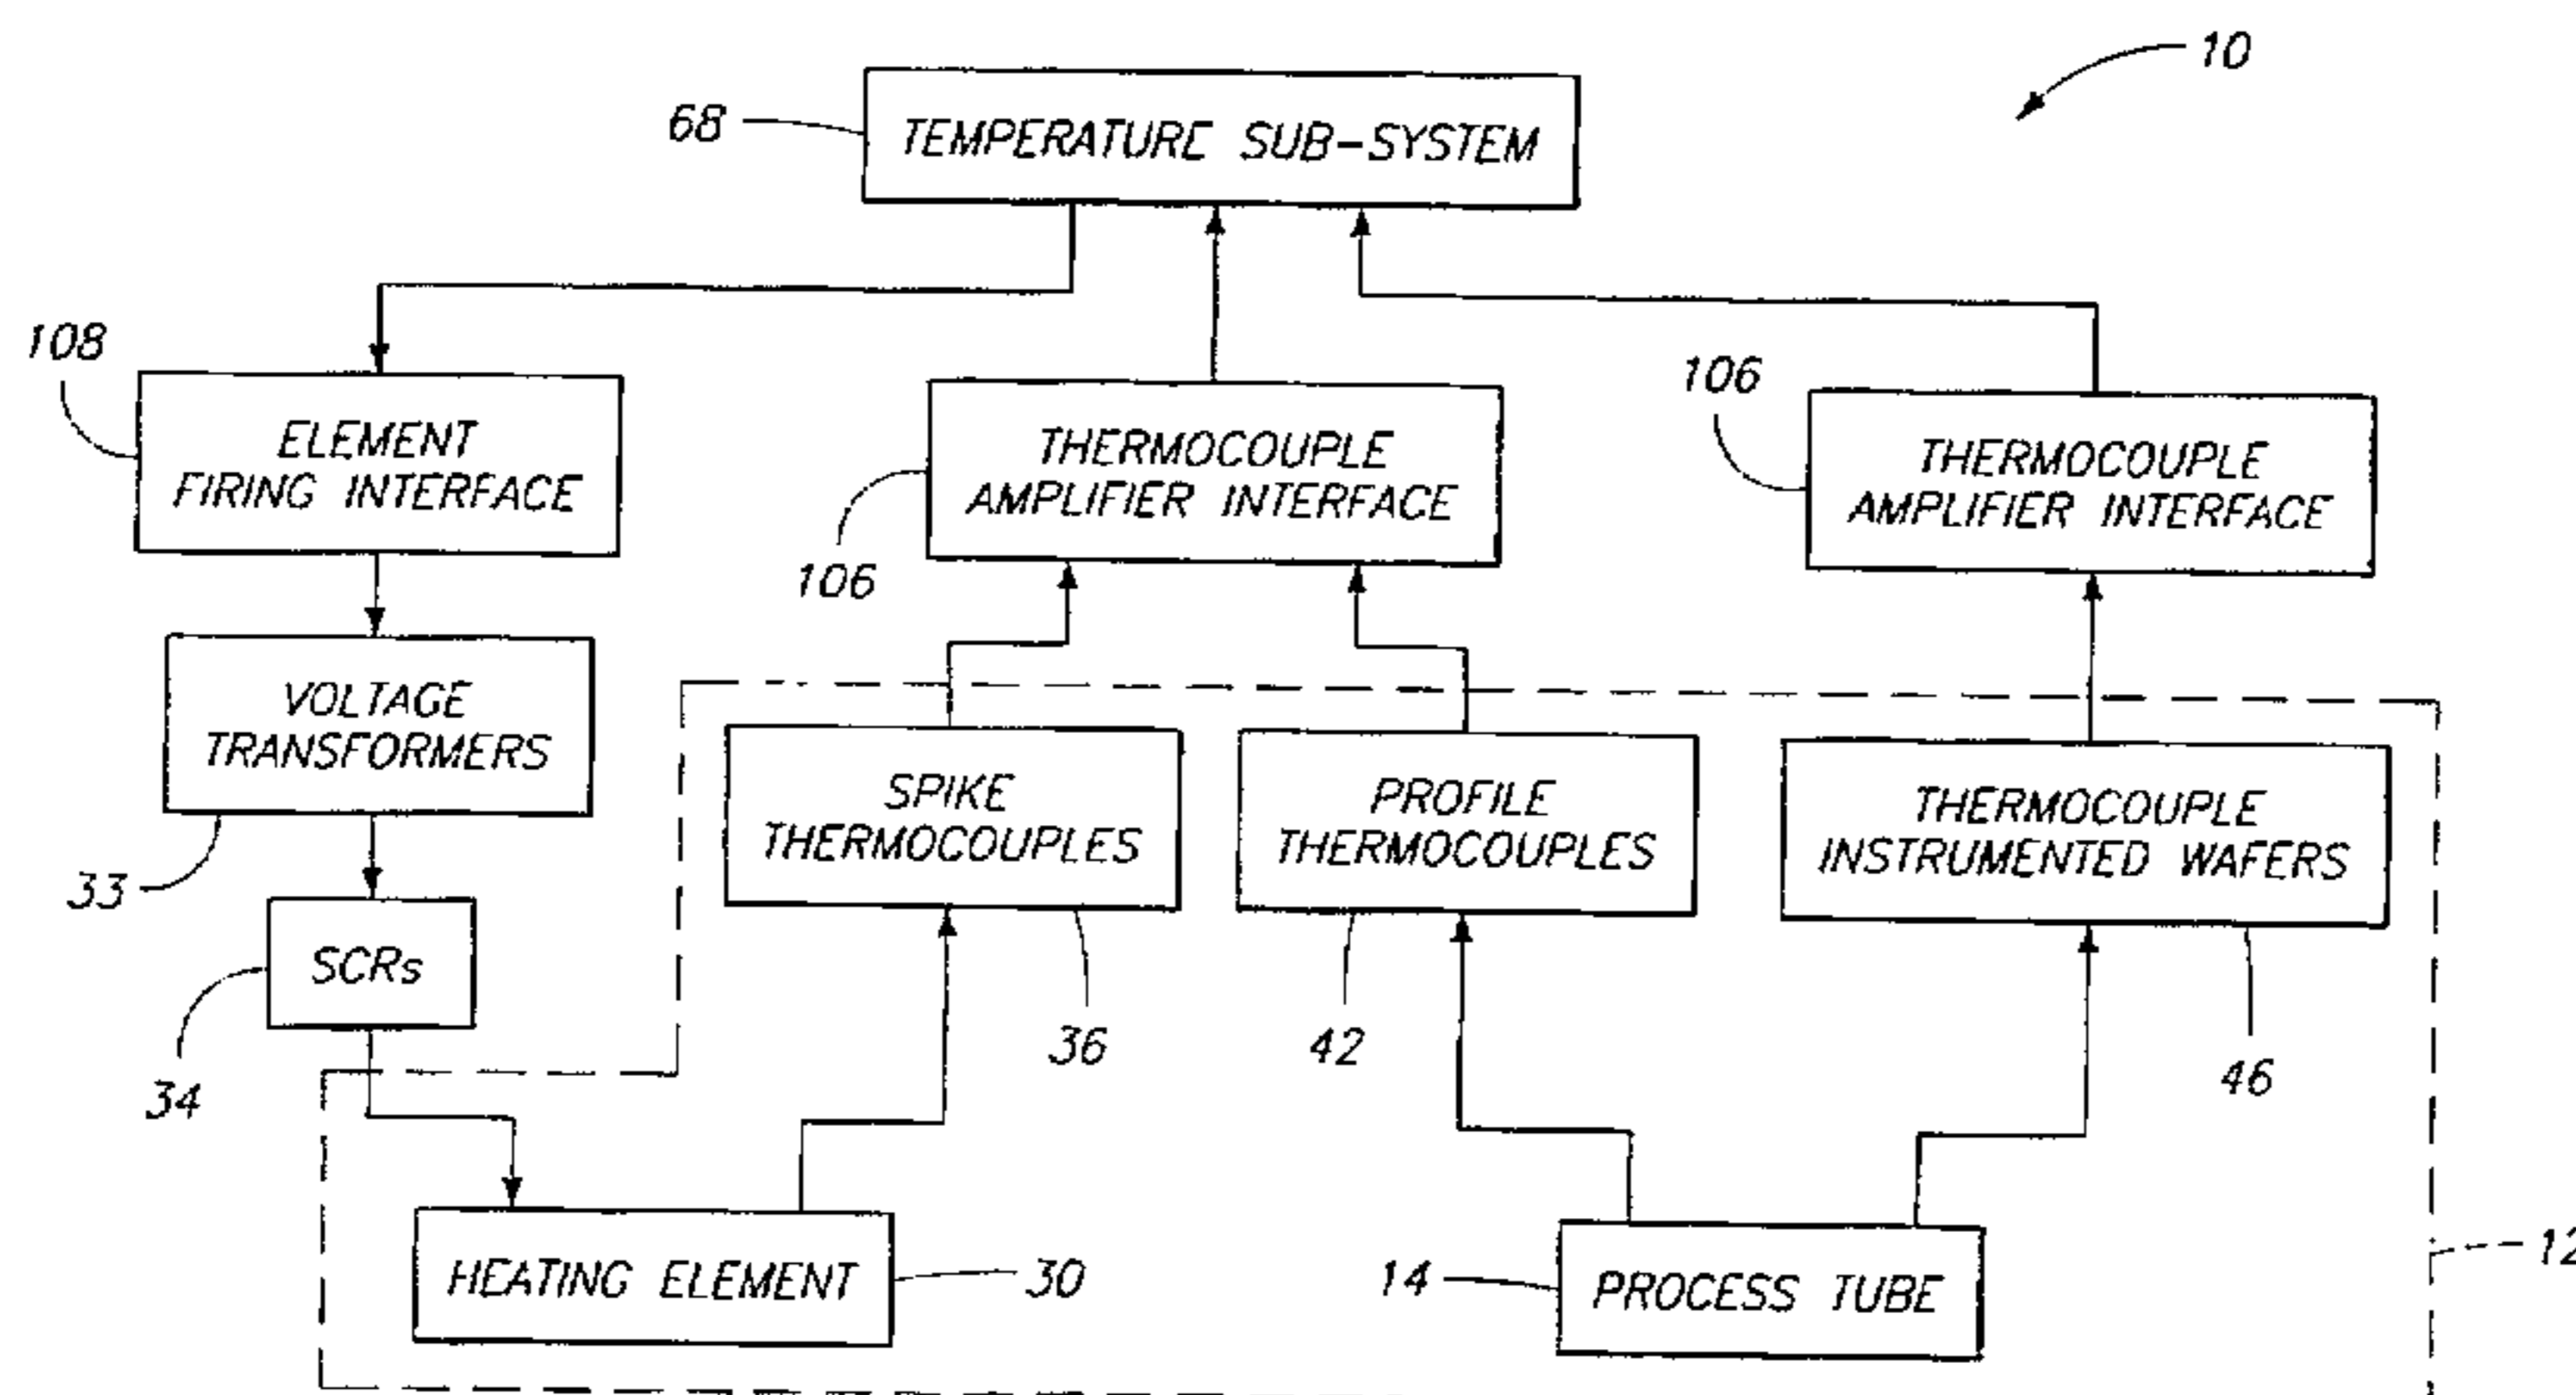 10
68
TEMPERATURE SUB-SYSTEM
108
ELEMENT
FIRING INTERFACE
THERMOCOUPLE
AMPLIFIER INTERFACE
106
106
THERMOCOUPLE
AMPLIFIER INTERFACE
VOLTAGE
TRANSFORMERS
33
SPIKE
THERMOCOUPLES
36
PROFILE
THERMOCOUPLES
42
THERMOCOUPLE
INSTRUMENTED WAFERS
46
SCRs
34
HEATING ELEMENT
30
14
PROCESS TUBE
12